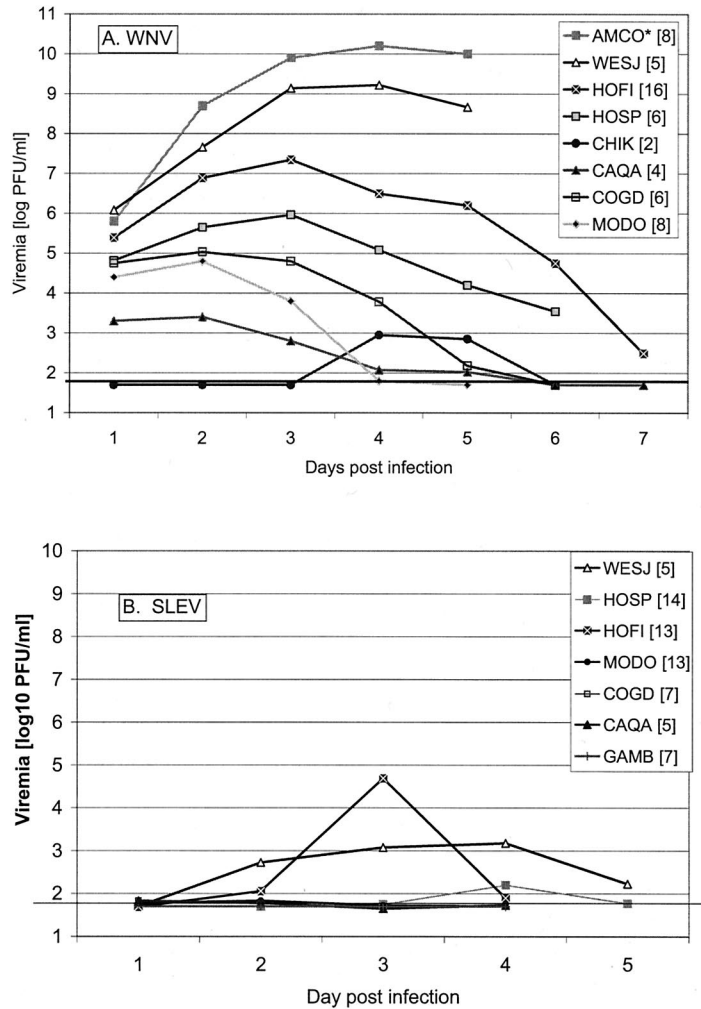 A. WNV
Viremia [log PFU/ml]
11
10
9
8
7
6
5
4
3
2
1
1 2 3 4 5 6 7
Days post infection
AMCO* [8]
WESJ [5]
HOFI [16]
HOSP [6]
CHIK [2]
CAQA [4]
COGD [6]
MODO [8]
B. SLEV
Viremia [log10 PFU/ml]
10
9
8
7
6
5
4
3
2
1
1 2 3 4 5
Day post infection
WESJ [5]
HOSP [14]
HOFI [13]
MODO [13]
COGD [7]
CAQA [5]
GAMB [7]